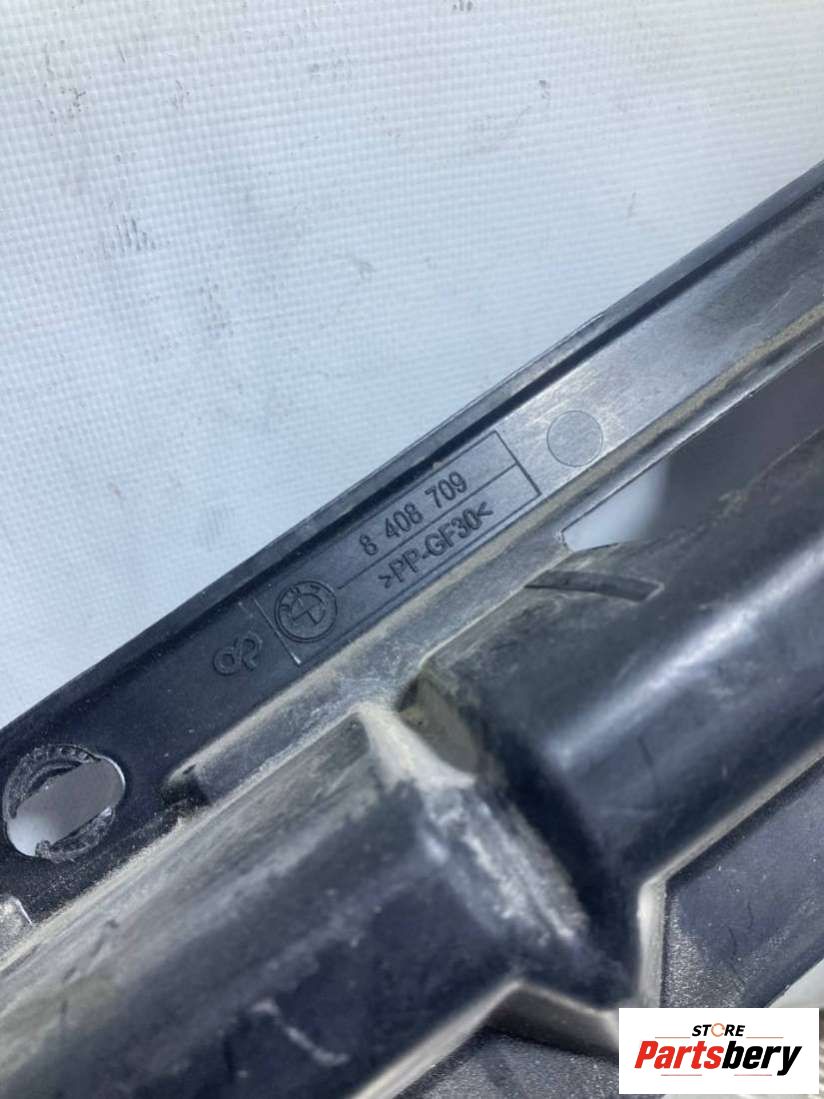 8 408 709
>PP-GF30<
STORE
Partsbery